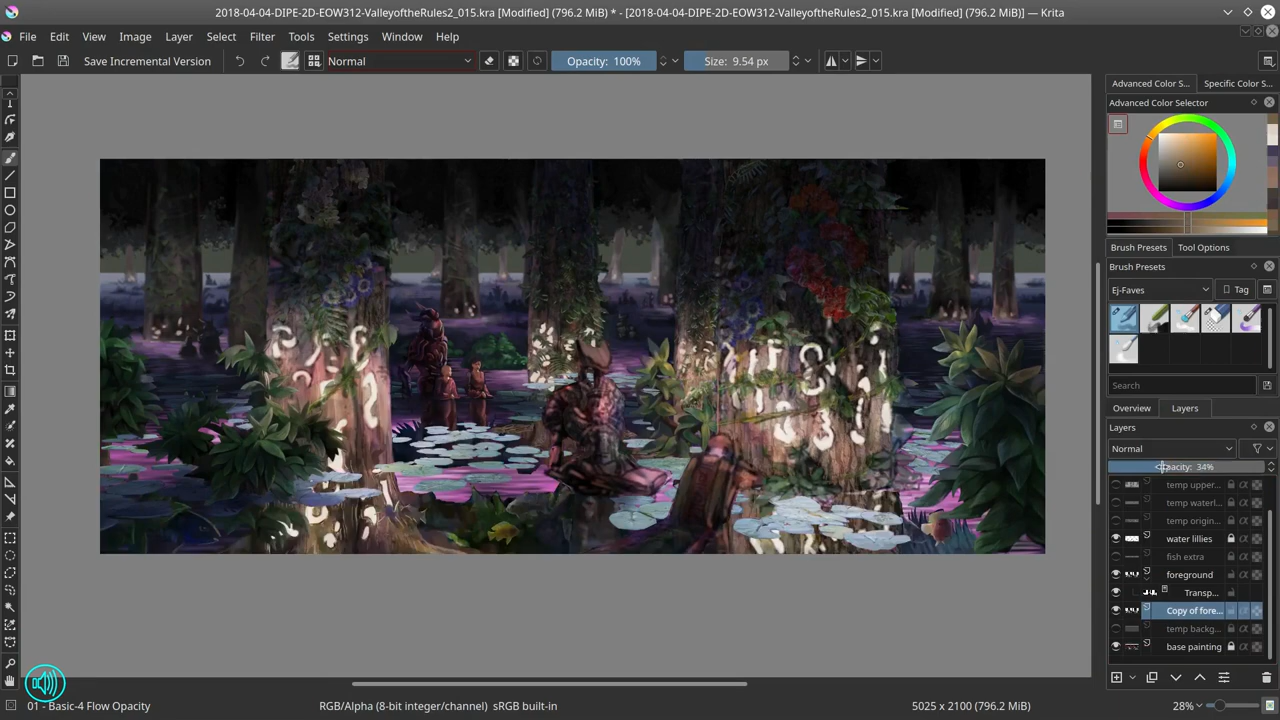 2018-04-04-DIPE-2D-EOW312-ValleyoftheRules2_015.kra [Modified] (796.2 MiB) * - [2018-04-04-DIPE-2D-EOW312-ValleyoftheRules2_015.kra [Modified] (796.2 MiB)] — Krita
File Edit View Image Layer Select Filter Tools Settings Window Help
Save Incremental Version Normal Opacity: 100% Size: 9.54 px
Advanced Color S... Specific Color S...
Advanced Color Selector
Brush Presets Tool Options
Brush Presets
Ej-Faves Tag
Search
Overview Layers
Layers
Normal
pacity: 34%
temp upper...
temp waterl...
temp origin...
water lillies
fish extra
foreground
Transp...
Copy of fore...
temp backg...
base painting
01 - Basic-4 Flow Opacity RGB/Alpha (8-bit integer/channel) sRGB built-in 5025 x 2100 (796.2 MiB) 28%